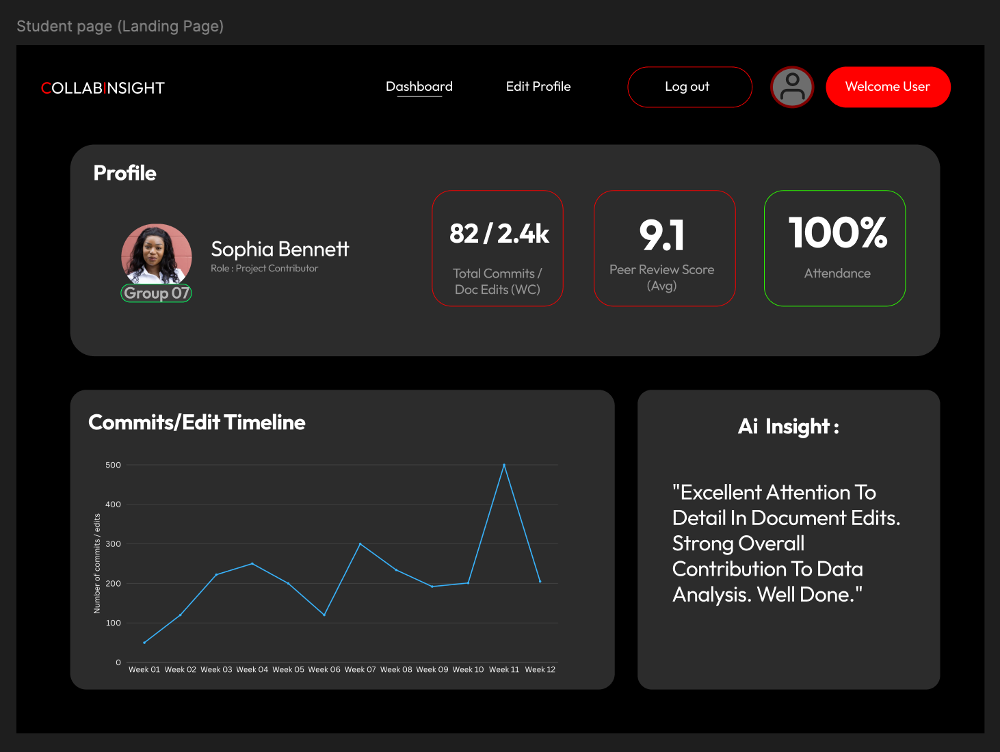 Student page (Landing Page)
COLLABINSIGHT
Dashboard
Edit Profile
Log out
Welcome User
Profile
Sophia Bennett
Role : Project Contributor
Group 07
82 / 2.4k
Total Commits /
Doc Edits (WC)
9.1
Peer Review Score
(Avg)
100%
Attendance
Commits/Edit Timeline
Number of commits / edits
500
400
300
200
100
0
Week 01 Week 02 Week 03 Week 04 Week 05 Week 06 Week 07 Week 08 Week 09 Week 10 Week 11 Week 12
Ai Insight :
"Excellent Attention To
Detail In Document Edits.
Strong Overall
Contribution To Data
Analysis. Well Done."